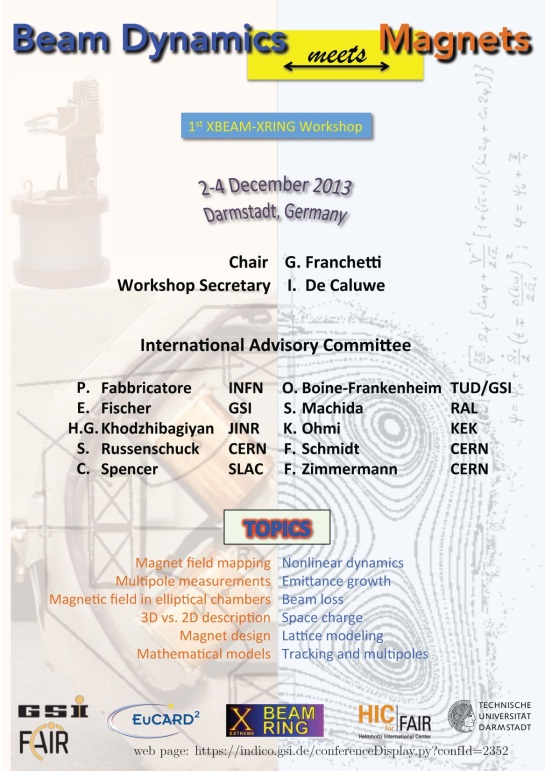 Beam Dynamics meets Magnets
1st XBEAM-XRING Workshop
2-4 December 2013
Darmstadt, Germany
Chair G. Franchetti
Workshop Secretary I. De Caluwe
International Advisory Committee
P. Fabbricatore INFN O. Boine-Frankenheim TUD/GSI
E. Fischer GSI S. Machida RAL
H.G. Khodzhibagiyan JINR K. Ohmi KEK
S. Russenschuck CERN F. Schmidt CERN
C. Spencer SLAC F. Zimmermann CERN
TOPICS
Magnet field mapping Nonlinear dynamics
Multipole measurements Emittance growth
Magnetic field in elliptical chambers Beam loss
3D vs. 2D description Space charge
Magnet design Lattice modeling
Mathematical models Tracking and multipoles
GSI
FAIR
EuCARD²
X EXTREME BEAM RING
HIC for FAIR
Helmholtz International Center
TECHNISCHE
UNIVERSITÄT
DARMSTADT
web page: https://indico.gsi.de/conferenceDisplay.py?confId=2352